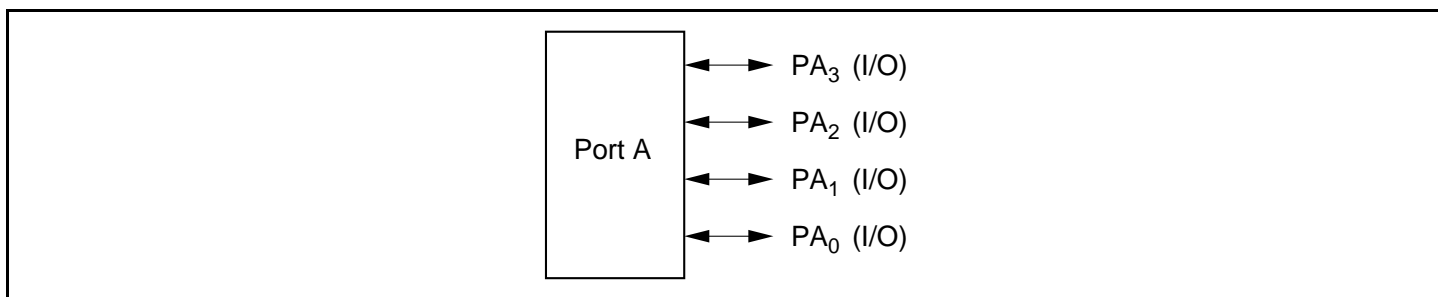 PA₃ (I/O)
PA₂ (I/O)
Port A
PA₁ (I/O)
PA₀ (I/O)